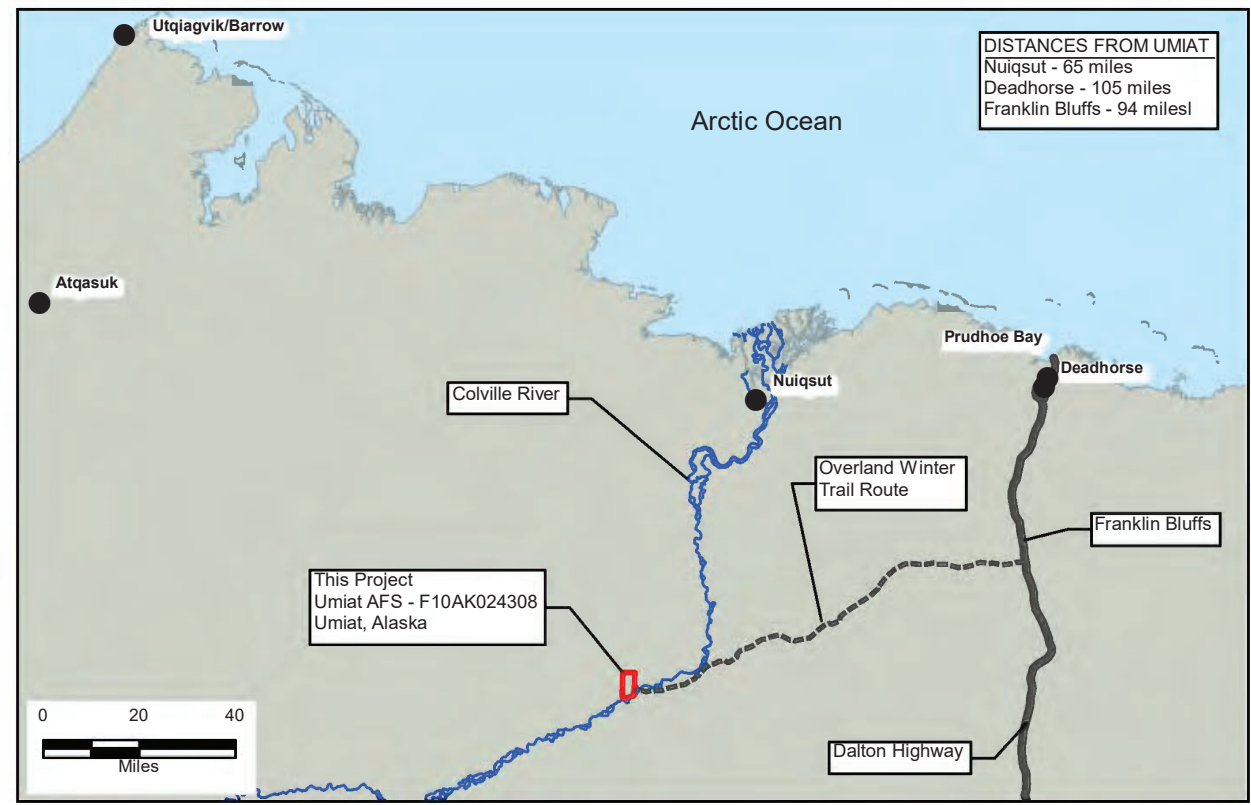 Utqiagvik/Barrow
DISTANCES FROM UMIAT
Nuiqsut - 65 miles
Deadhorse - 105 miles
Franklin Bluffs - 94 milesl
Arctic Ocean
Atqasuk
Prudhoe Bay
Deadhorse
Nuiqsut
Colville River
Overland Winter
Trail Route
Franklin Bluffs
This Project
Umiat AFS - F10AK024308
Umiat, Alaska
0 20 40
Miles
Dalton Highway